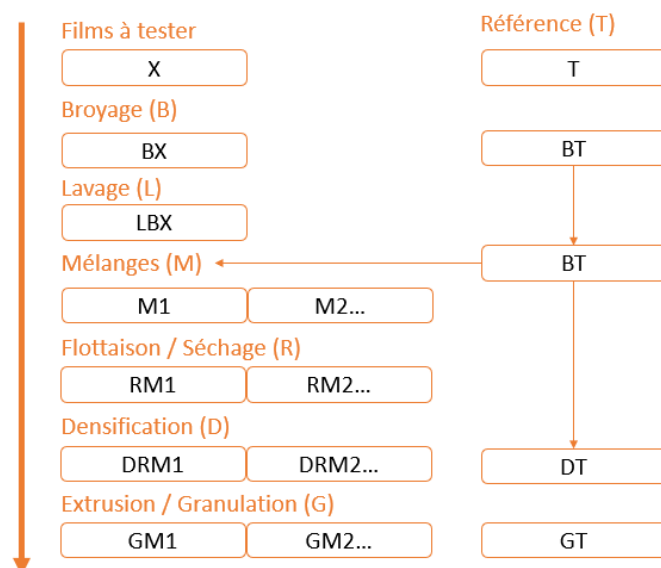 Films à tester
Référence (T)
X
T
Broyage (B)
BX
BT
Lavage (L)
LBX
Mélanges (M)
BT
M1
M2...
Flottaison / Séchage (R)
RM1
RM2...
Densification (D)
DRM1
DRM2...
DT
Extrusion / Granulation (G)
GM1
GM2...
GT